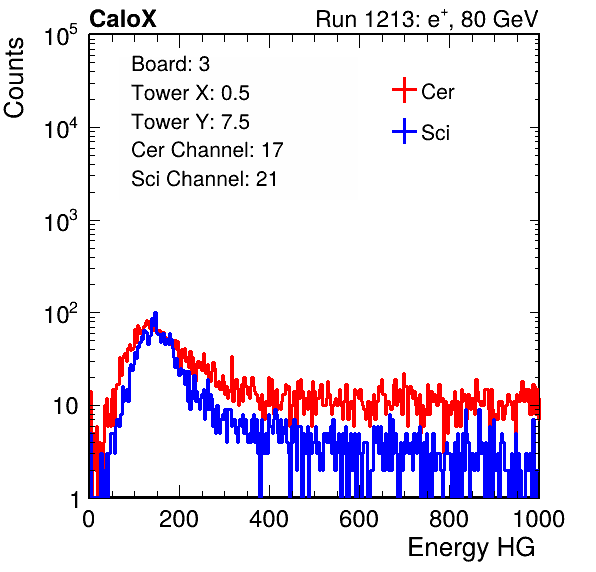 CaloX Run 1213: e⁺, 80 GeV
Counts
10⁵
10⁴
10³
10²
10
1
Board: 3
Tower X: 0.5
Tower Y: 7.5
Cer Channel: 17
Sci Channel: 21
Cer
Sci
0 200 400 600 800 1000
Energy HG